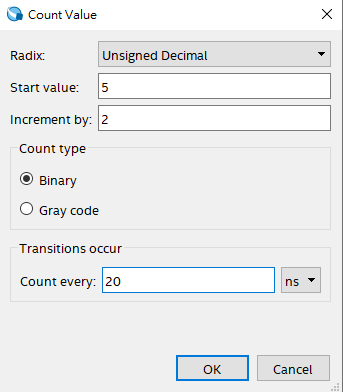 Count Value
Radix: Unsigned Decimal
Start value: 5
Increment by: 2
Count type
Binary
Gray code
Transitions occur
Count every: 20 ns
OK Cancel